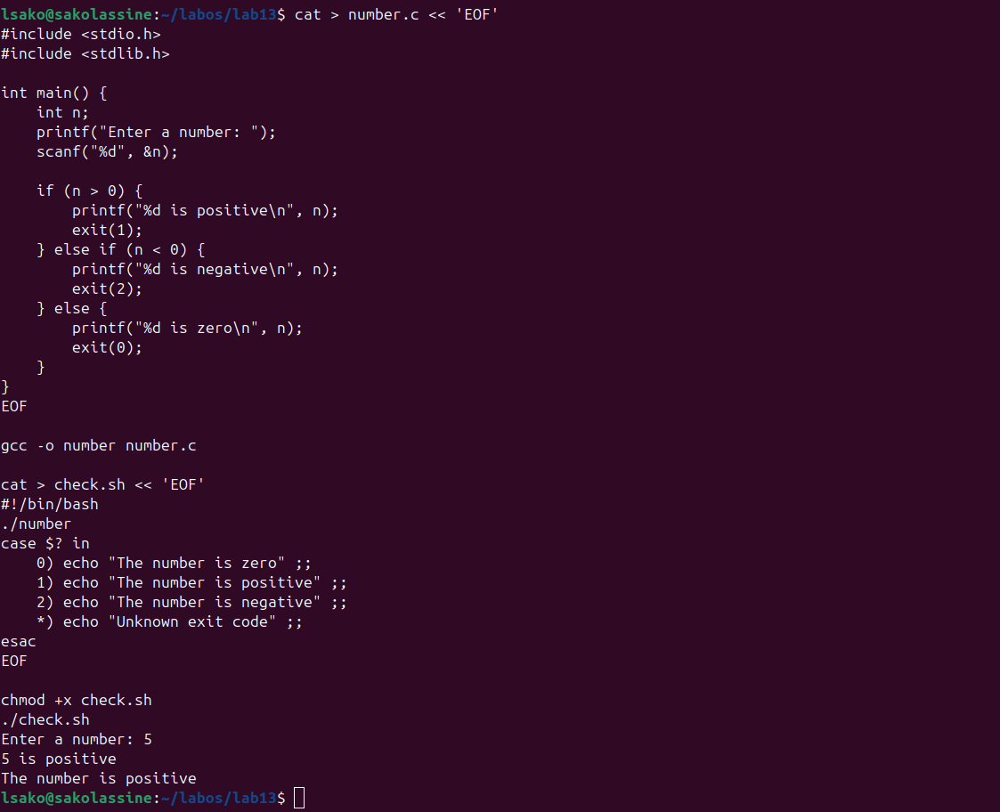 lsako@sakolassine:~/labos/lab13$ cat > number.c << 'EOF'
#include <stdio.h>
#include <stdlib.h>

int main() {
    int n;
    printf("Enter a number: ");
    scanf("%d", &n);

    if (n > 0) {
        printf("%d is positive\n", n);
        exit(1);
    } else if (n < 0) {
        printf("%d is negative\n", n);
        exit(2);
    } else {
        printf("%d is zero\n", n);
        exit(0);
    }
}
EOF

gcc -o number number.c

cat > check.sh << 'EOF'
#!/bin/bash
./number
case $? in
    0) echo "The number is zero" ;;
    1) echo "The number is positive" ;;
    2) echo "The number is negative" ;;
    *) echo "Unknown exit code" ;;
esac
EOF

chmod +x check.sh
./check.sh
Enter a number: 5
5 is positive
The number is positive
lsako@sakolassine:~/labos/lab13$